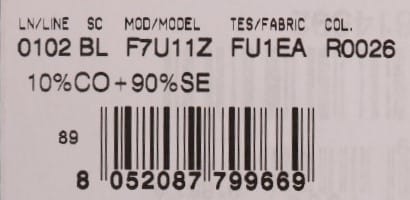 LN/LINE SC MOD/MODEL TES/FABRIC COL.
0102 BL F7U11Z FU1EA R0026
10%CO+90%SE
89
8 052087 799669